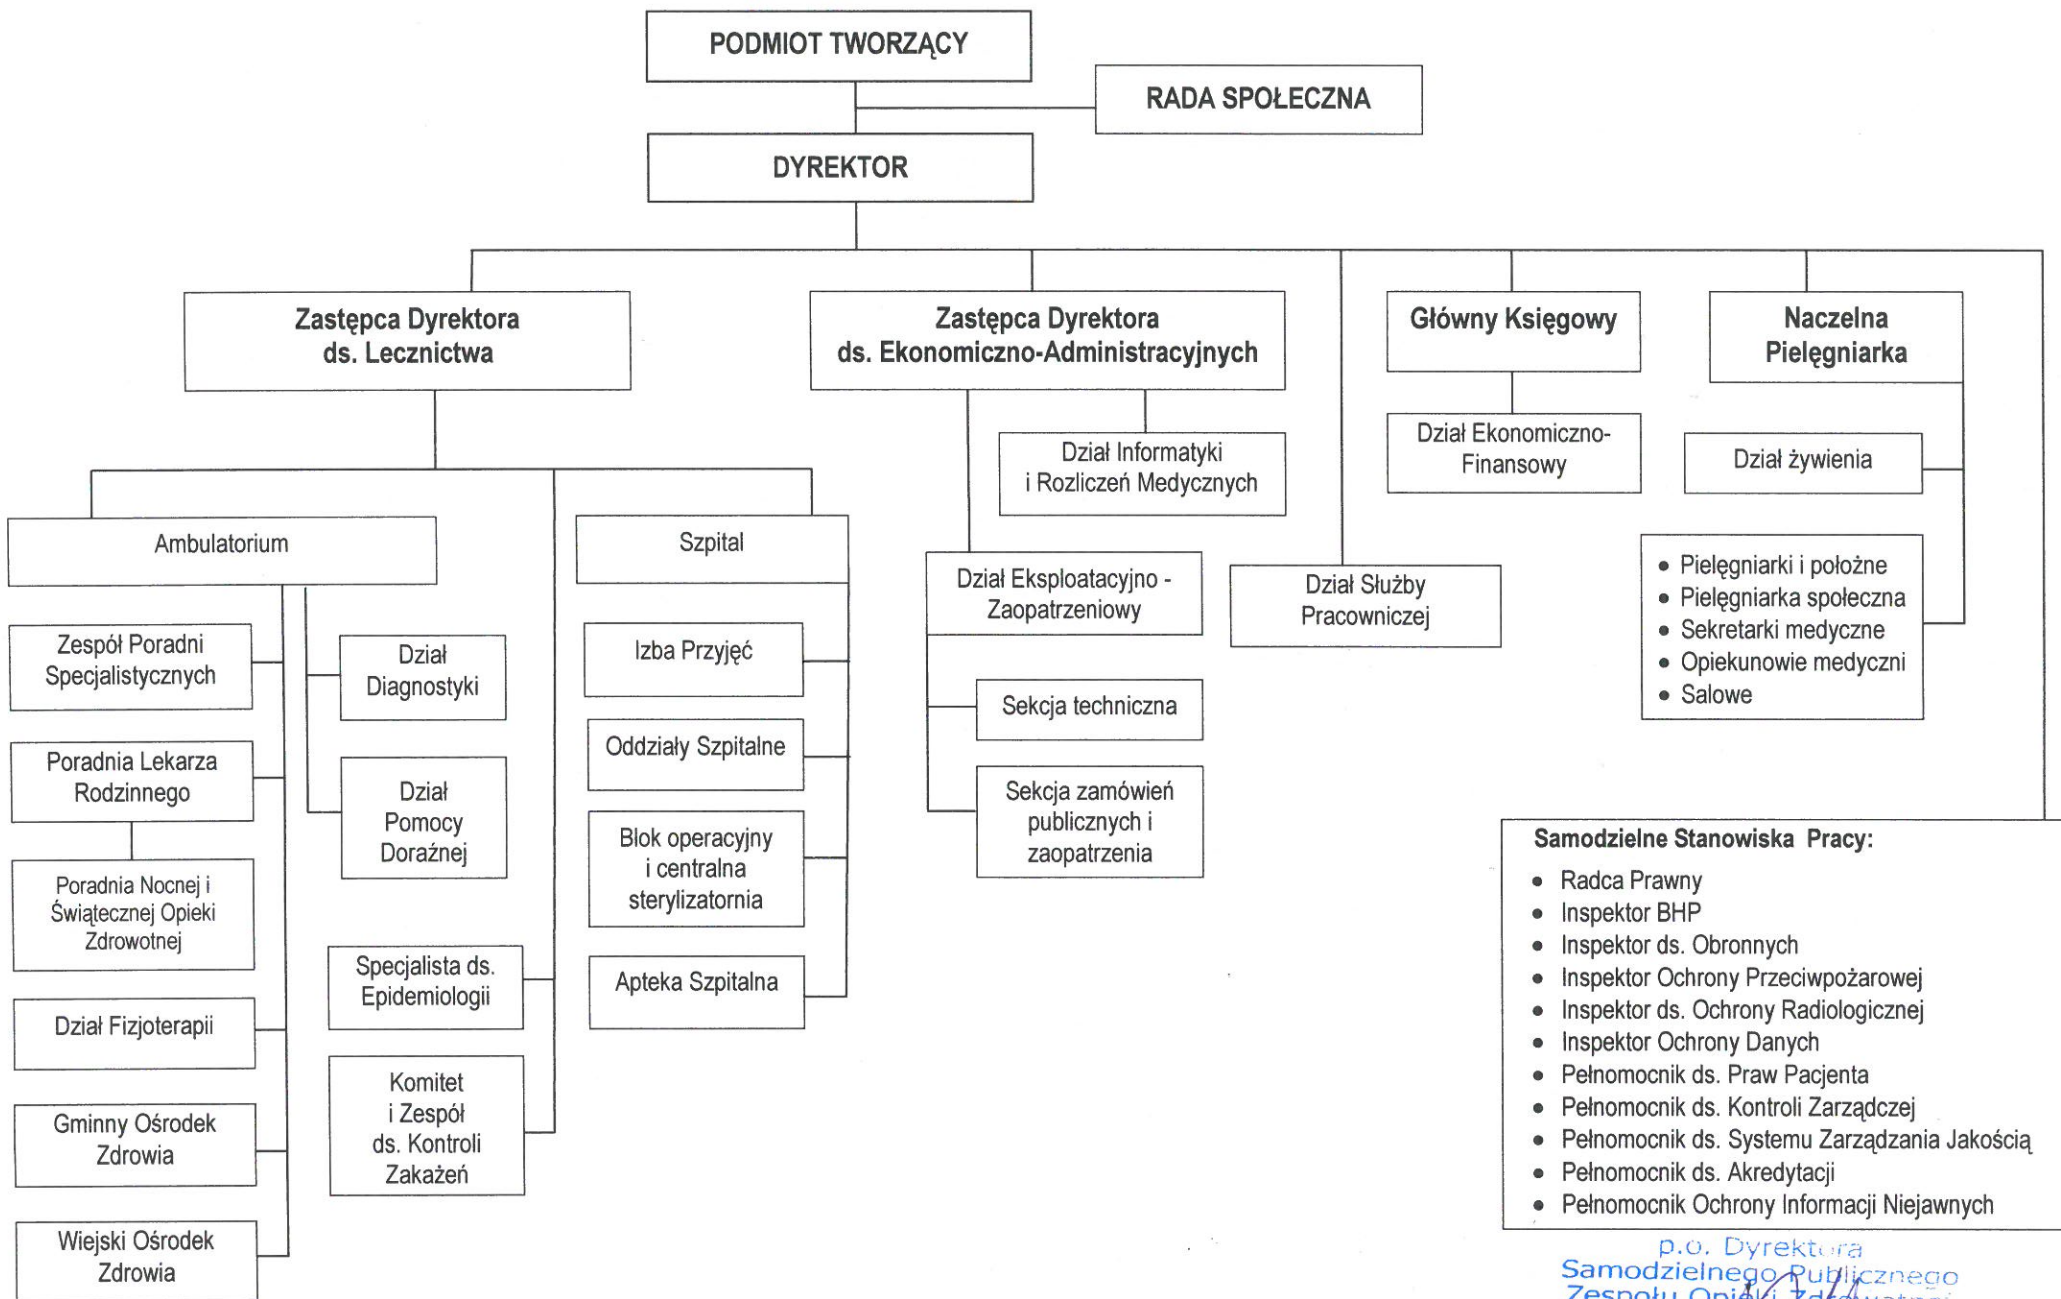 PODMIOT TWORZĄCY
RADA SPOŁECZNA
DYREKTOR
Zastępca Dyrektora
ds. Lecznictwa
Zastępca Dyrektora
ds. Ekonomiczno-Administracyjnych
Główny Księgowy
Naczelna
Pielęgniarka
Dział Informatyki
i Rozliczeń Medycznych
Dział Ekonomiczno-
Finansowy
Dział żywienia
Ambulatorium
Szpital
Dział Eksploatacyjno -
Zaopatrzeniowy
Dział Służby
Pracowniczej
• Pielęgniarki i położne
• Pielęgniarka społeczna
• Sekretarki medyczne
• Opiekunowie medyczni
• Salowe
Zespół Poradni
Specjalistycznych
Dział
Diagnostyki
Izba Przyjęć
Sekcja techniczna
Poradnia Lekarza
Rodzinnego
Dział
Pomocy
Doraźnej
Oddziały Szpitalne
Sekcja zamówień
publicznych i
zaopatrzenia
Blok operacyjny
i centralna
sterylizatornia
Poradnia Nocnej i
Świątecznej Opieki
Zdrowotnej
Specjalista ds.
Epidemiologii
Apteka Szpitalna
Dział Fizjoterapii
Komitet
i Zespół
ds. Kontroli
Zakażeń
Gminny Ośrodek
Zdrowia
Wiejski Ośrodek
Zdrowia
Samodzielne Stanowiska Pracy:
• Radca Prawny
• Inspektor BHP
• Inspektor ds. Obronnych
• Inspektor Ochrony Przeciwpożarowej
• Inspektor ds. Ochrony Radiologicznej
• Inspektor Ochrony Danych
• Pełnomocnik ds. Praw Pacjenta
• Pełnomocnik ds. Kontroli Zarządczej
• Pełnomocnik ds. Systemu Zarządzania Jakością
• Pełnomocnik ds. Akredytacji
• Pełnomocnik Ochrony Informacji Niejawnych
p.o. Dyrektora
Samodzielnego Publicznego
Zespołu Opieki